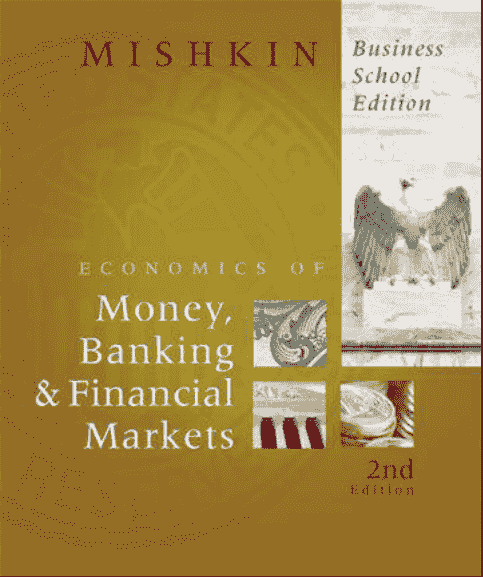 MISHKIN
Business
School
Edition
ECONOMICS OF
Money,
Banking
& Financial
Markets
2nd
Edition